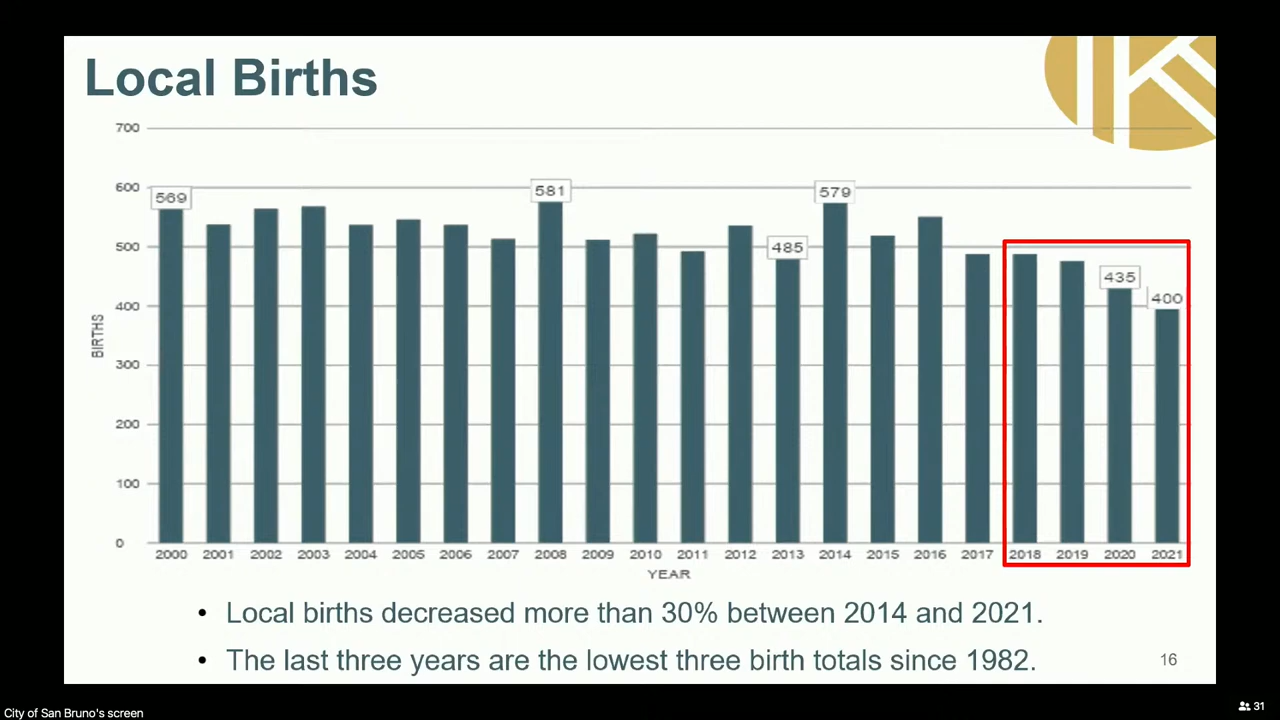 Local Births
700
600
500
400
300
200
100
0
BIRTHS
569
581
485
579
435
400
2000 2001 2002 2003 2004 2005 2006 2007 2008 2009 2010 2011 2012 2013 2014 2015 2016 2017 2018 2019 2020 2021
YEAR
• Local births decreased more than 30% between 2014 and 2021.
• The last three years are the lowest three birth totals since 1982.
16
City of San Bruno's screen
31